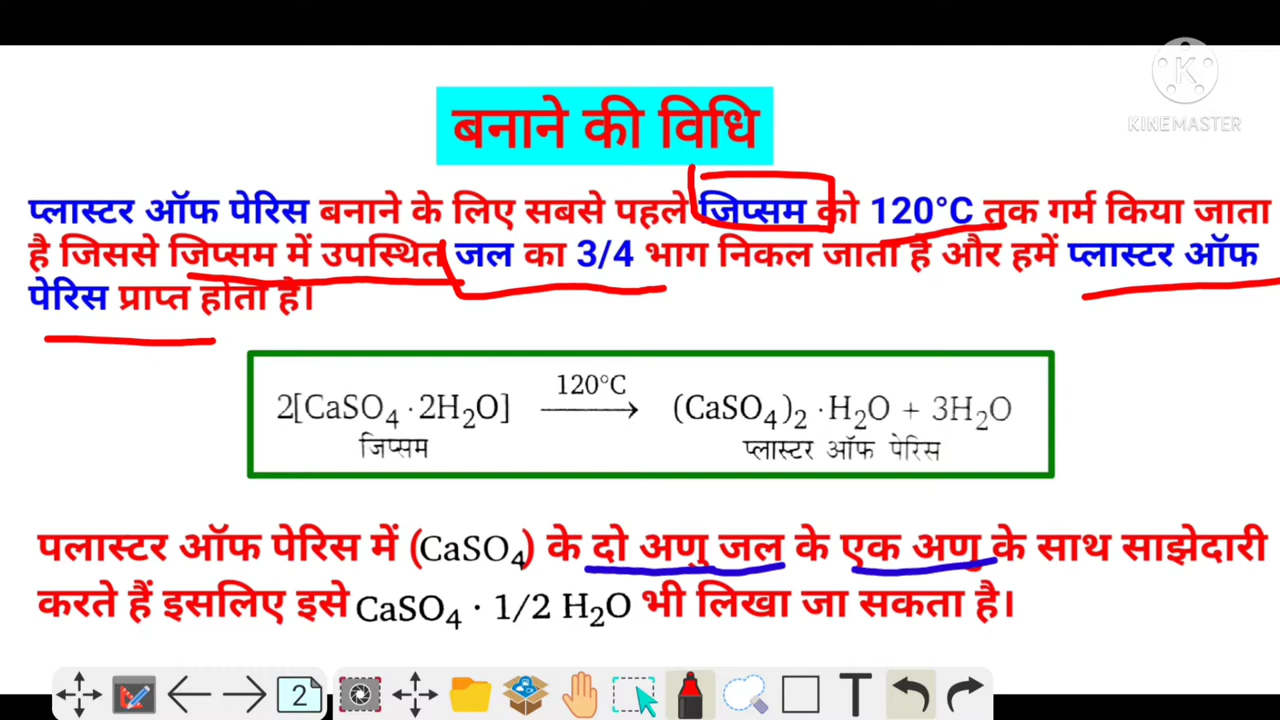 KINEMASTER
बनाने की विधि
प्लास्टर ऑफ पेरिस बनाने के लिए सबसे पहले जिप्सम को 120°C तक गर्म किया जाता
है जिससे जिप्सम में उपस्थित जल का 3/4 भाग निकल जाता है और हमें प्लास्टर ऑफ
पेरिस प्राप्त होता है।
120°C
2[CaSO₄·2H₂O] ⟶ (CaSO₄)₂·H₂O + 3H₂O
जिप्सम प्लास्टर ऑफ पेरिस
पलास्टर ऑफ पेरिस में (CaSO₄) के दो अणु जल के एक अणु के साथ साझेदारी
करते हैं इसलिए इसे CaSO₄ · 1/2 H₂O भी लिखा जा सकता है।
2
T